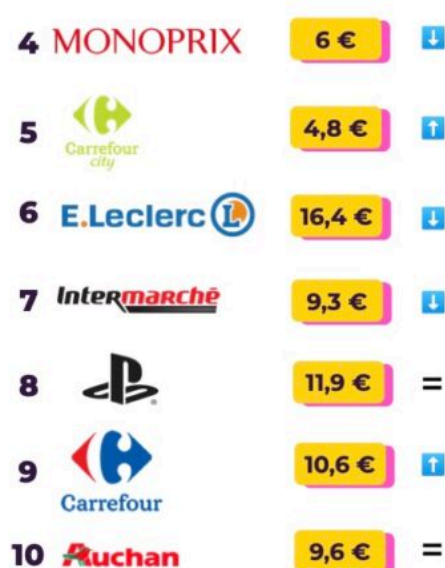 4 MONOPRIX 6 € ↓
5 Carrefour city 4,8 € ↑
6 E.Leclerc L 16,4 € ↓
7 Intermarché 9,3 € ↓
8 PS 11,9 € =
9 Carrefour 10,6 € ↑
10 Auchan 9,6 € =